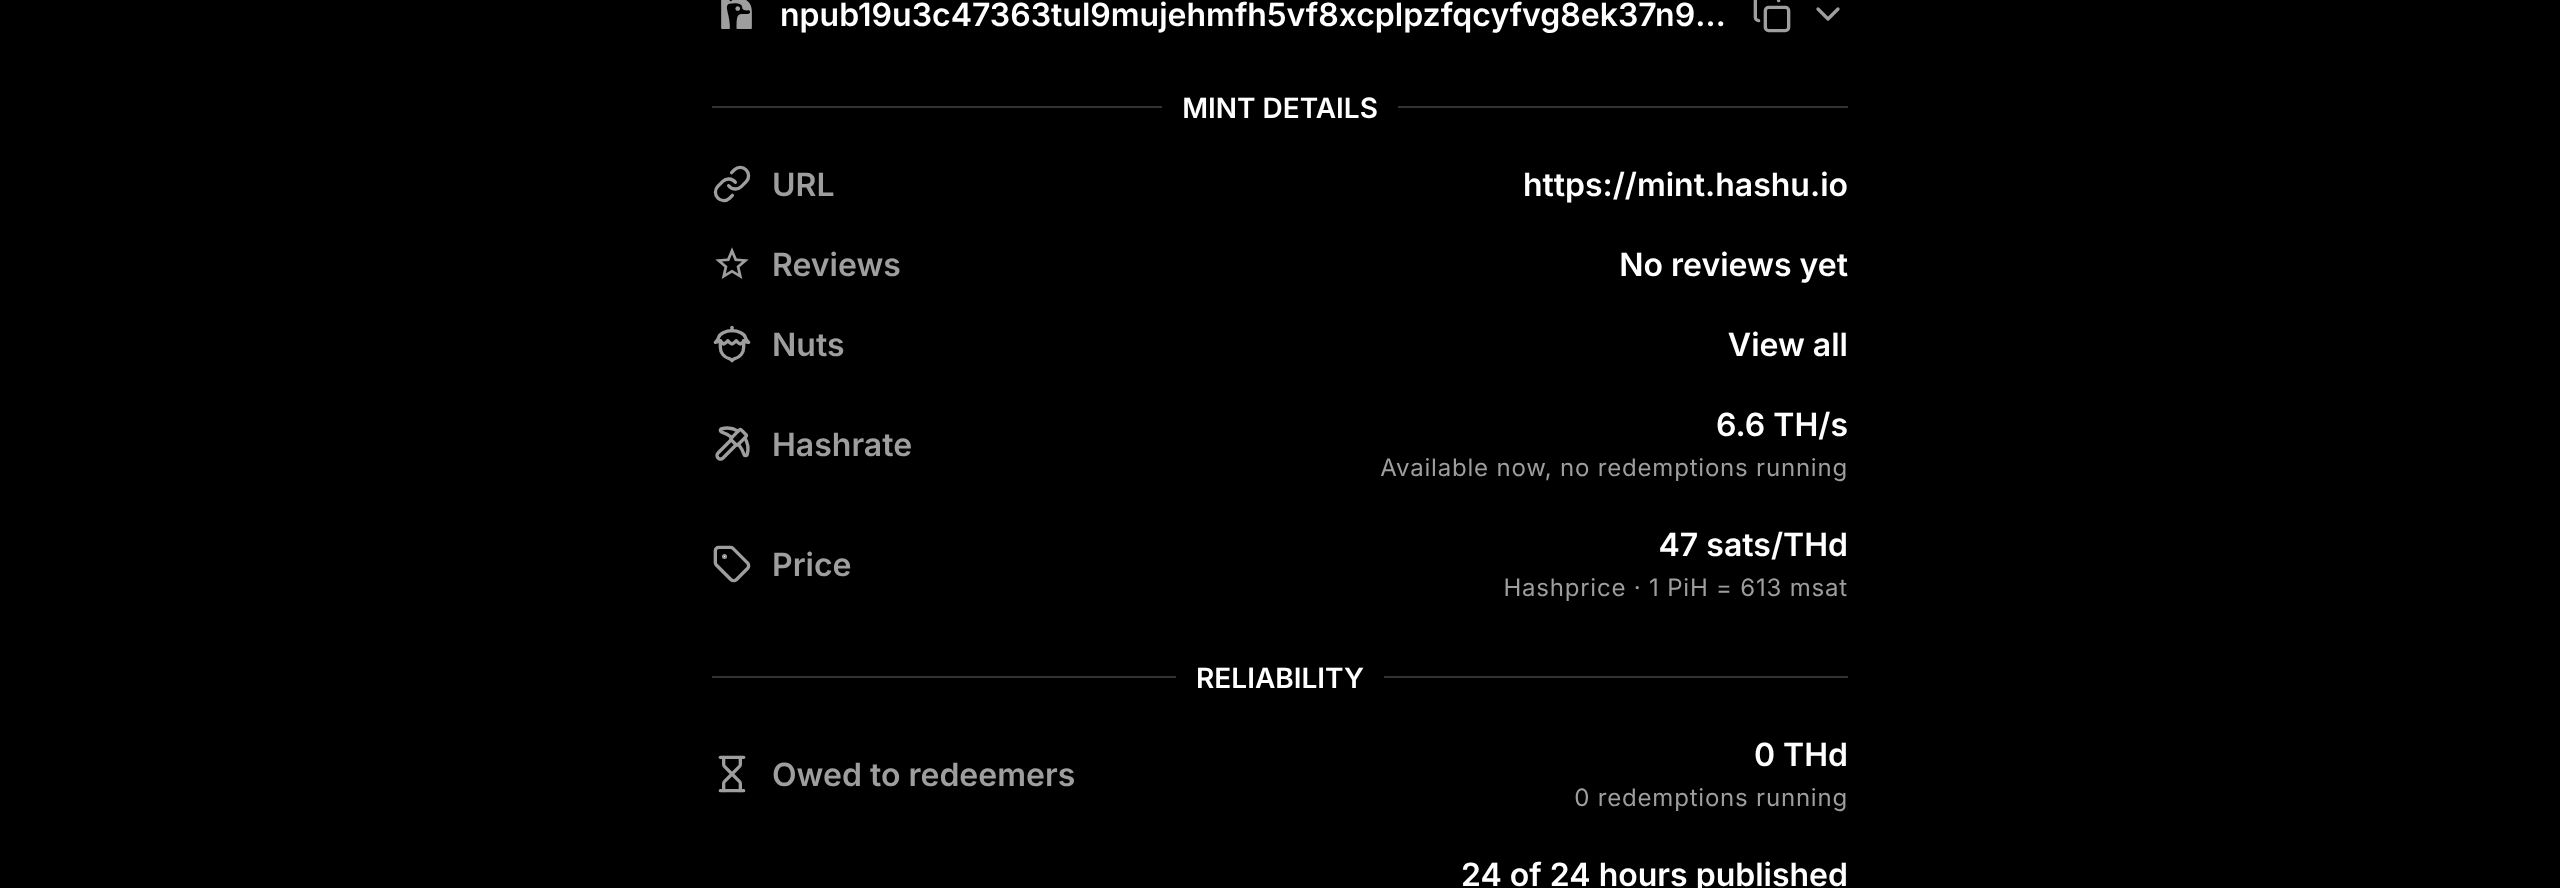 npub19u3c47363tul9mujehmfh5vf8xcplpzfqcyfvg8ek37n9...
MINT DETAILS
URL https://mint.hashu.io
Reviews No reviews yet
Nuts View all
Hashrate 6.6 TH/s
Available now, no redemptions running
Price 47 sats/THd
Hashprice · 1 PiH = 613 msat
RELIABILITY
Owed to redeemers 0 THd
0 redemptions running
24 of 24 hours published